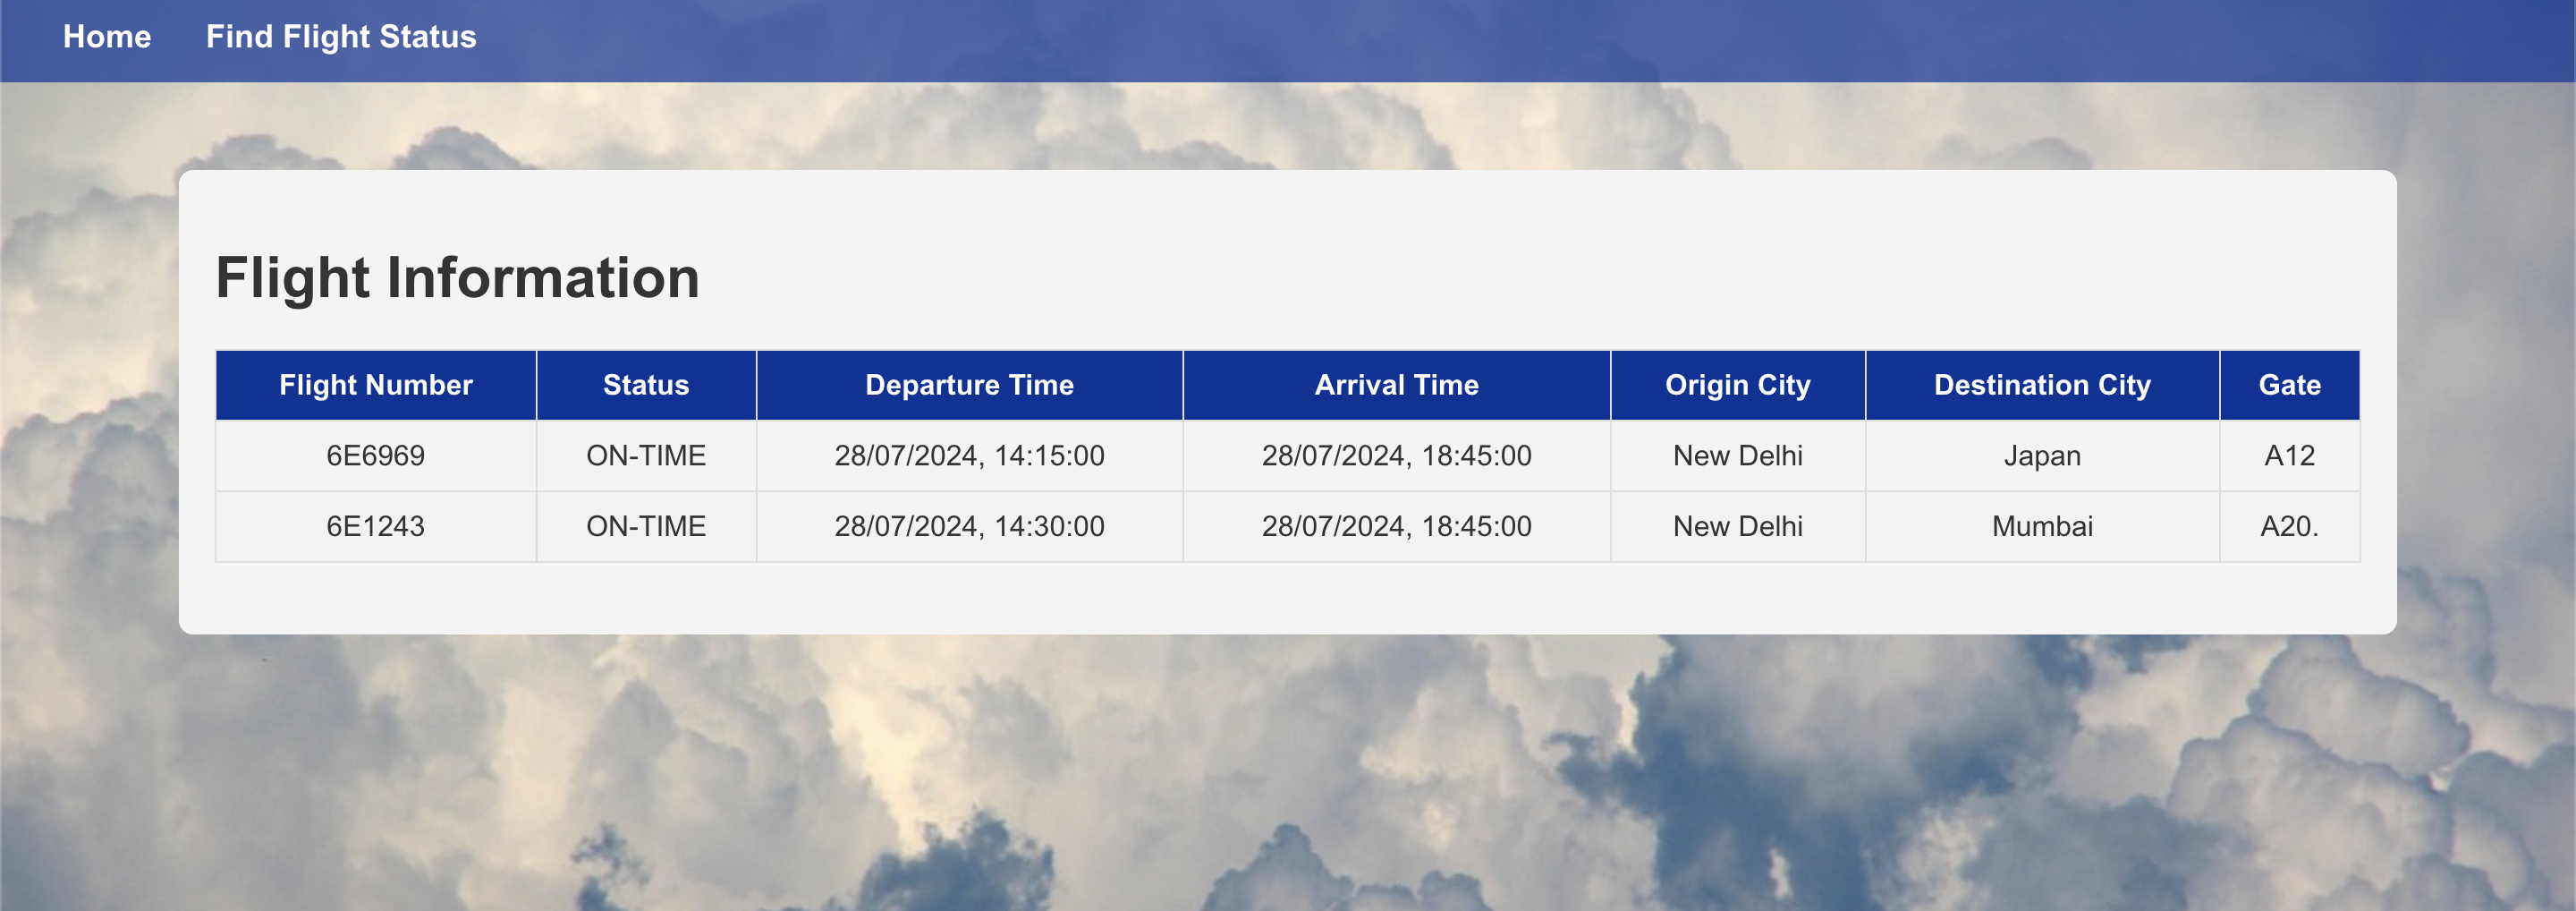 Home Find Flight Status
Flight Information
Flight Number Status Departure Time Arrival Time Origin City Destination City Gate
6E6969 ON-TIME 28/07/2024, 14:15:00 28/07/2024, 18:45:00 New Delhi Japan A12
6E1243 ON-TIME 28/07/2024, 14:30:00 28/07/2024, 18:45:00 New Delhi Mumbai A20.